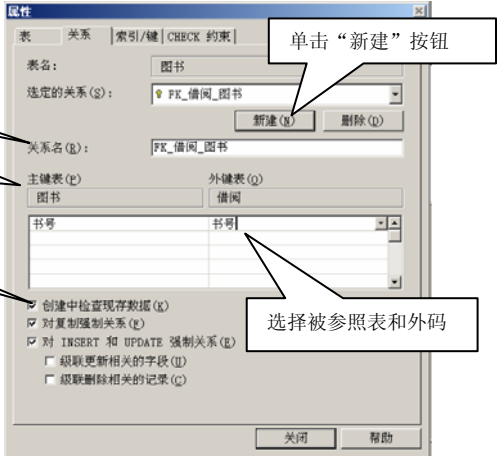 属性
表 关系 索引/键 CHECK 约束
单击“新建”按钮
表名: 图书
选定的关系(S): FK_借阅_图书
新建(N) 删除(D)
关系名(R): FK_借阅_图书
主键表(P) 外键表(O)
图书 借阅
书号 书号
选择被参照表和外码
创建中检查现存数据(K)
对复制强制关系(F)
对 INSERT 和 UPDATE 强制关系(E)
级联更新相关的字段(U)
级联删除相关的记录(C)
关闭 帮助